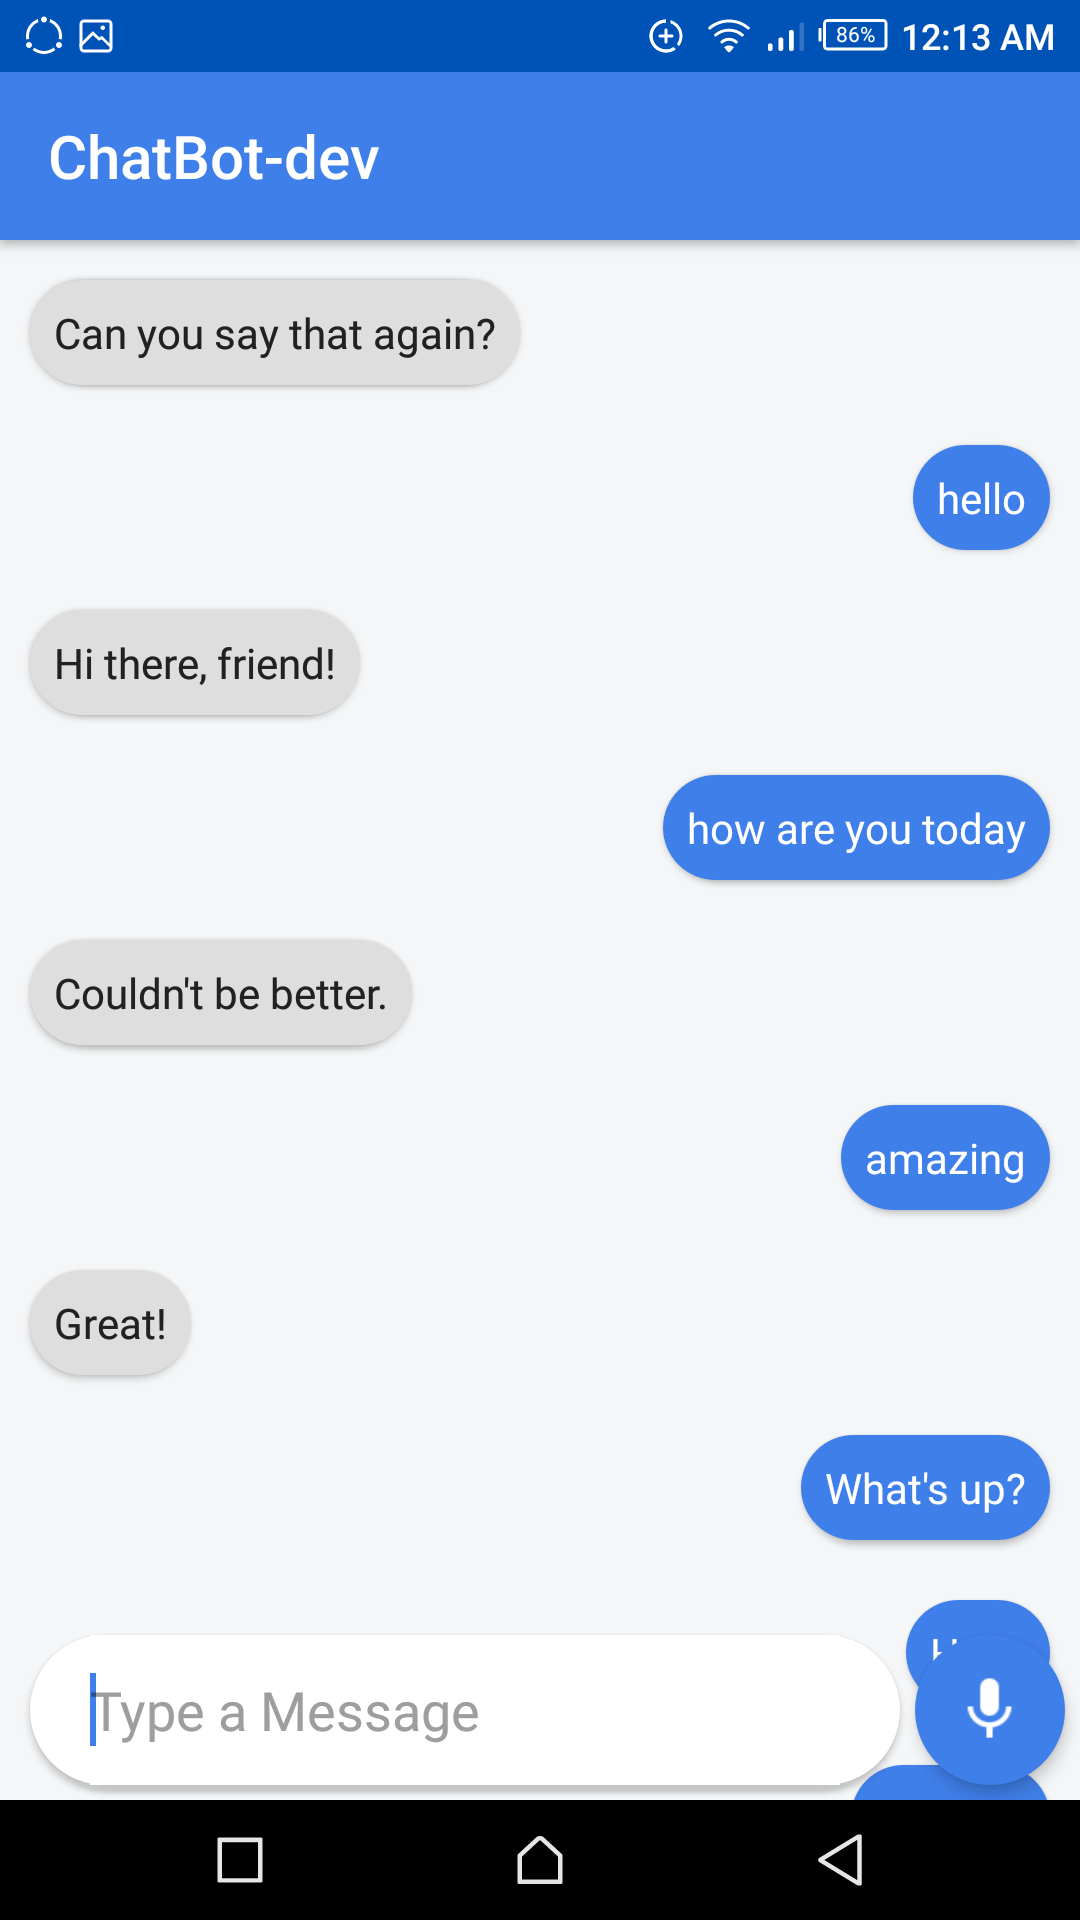 86% 12:13 AM
ChatBot-dev
Can you say that again?
hello
Hi there, friend!
how are you today
Couldn't be better.
amazing
Great!
What's up?
Type a Message